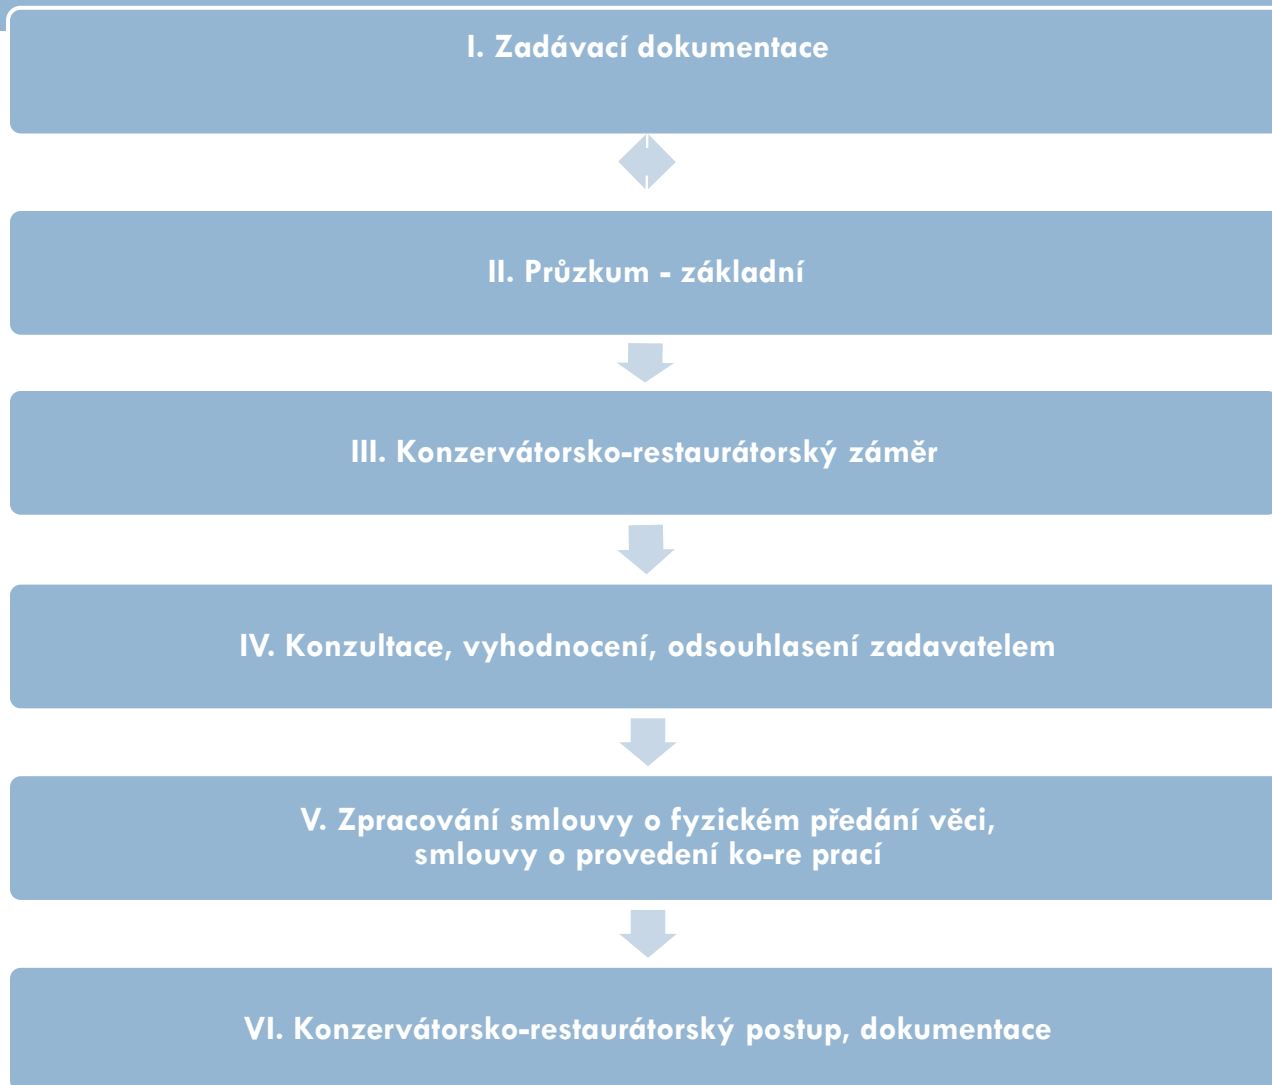 I. Zadávací dokumentace
II. Průzkum - základní
III. Konzervátorsko-restaurátorský záměr
IV. Konzultace, vyhodnocení, odsouhlasení zadavatelem
V. Zpracování smlouvy o fyzickém předání věci,
smlouvy o provedení ko-re prací
VI. Konzervátorsko-restaurátorský postup, dokumentace